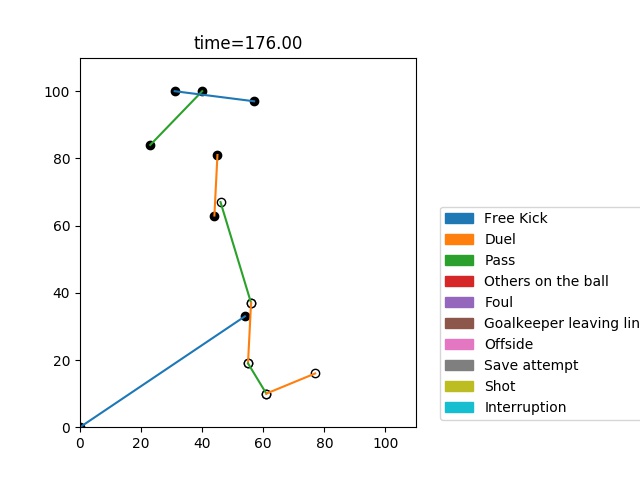 time=176.00
100
80
60
40
20
0
0 20 40 60 80 100
Free Kick
Duel
Pass
Others on the ball
Foul
Goalkeeper leaving lin
Offside
Save attempt
Shot
Interruption